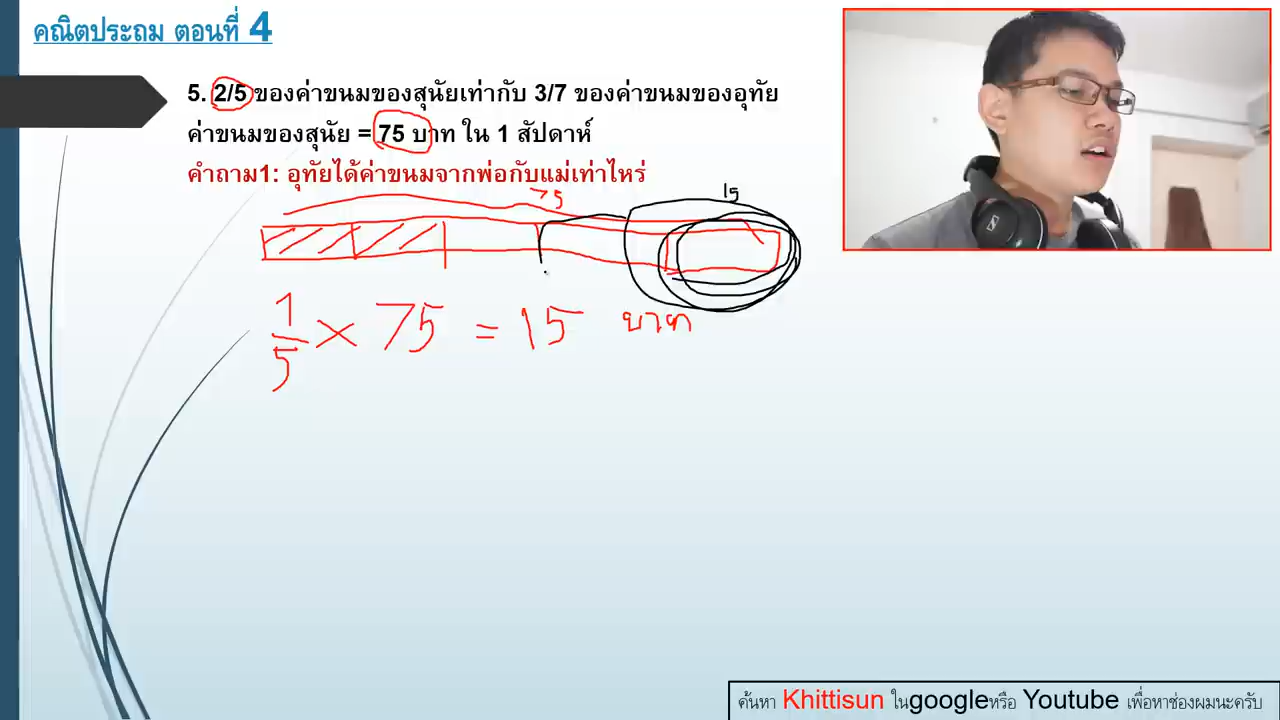 คณิตประถม ตอนที่ 4
5. 2/5 ของค่าขนมของสุนัยเท่ากับ 3/7 ของค่าขนมของอุทัย
ค่าขนมของสุนัย = 75 บาท ใน 1 สัปดาห์
คำถาม1: อุทัยได้ค่าขนมจากพ่อกับแม่เท่าไหร่
75
15
1/5 × 75 = 15 บาท
ค้นหา Khittisun ในgoogleหรือ Youtube เพื่อหาช่องผมนะครับ